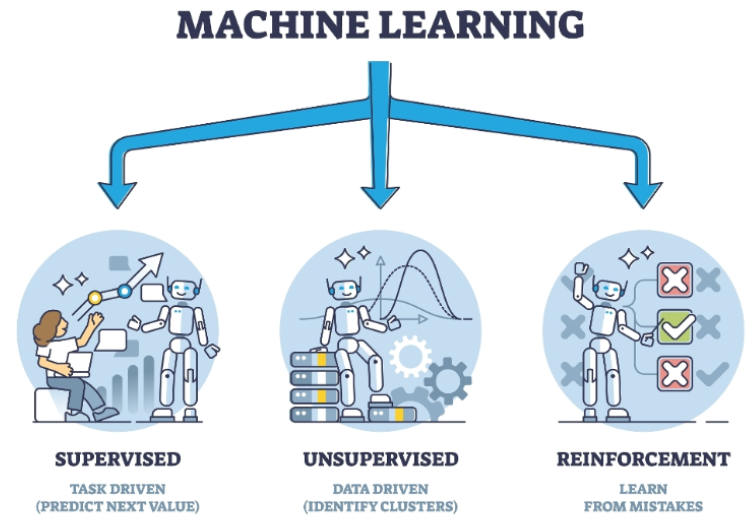 MACHINE LEARNING
SUPERVISED
TASK DRIVEN
(PREDICT NEXT VALUE)
UNSUPERVISED
DATA DRIVEN
(IDENTIFY CLUSTERS)
REINFORCEMENT
LEARN
FROM MISTAKES